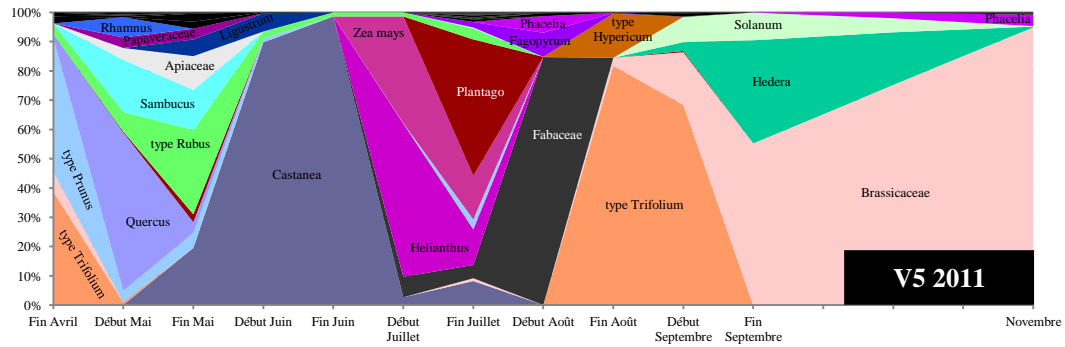 100%
90%
80%
70%
60%
50%
40%
30%
20%
10%
0%
Rhamnus
Papaveraceae
Ligustrum
Apiaceae
Sambucus
type Rubus
type Prunus
Quercus
type Trifolium
Castanea
Zea mays
Helianthus
Plantago
Phacelia
Fagopyrum
Fabaceae
type
Hypericum
type Trifolium
Solanum
Hedera
Brassicaceae
Phacelia
V5 2011
Fin Avril
Début Mai
Fin Mai
Début Juin
Fin Juin
Début
Juillet
Fin Juillet
Début Août
Fin Août
Début
Septembre
Fin
Septembre
Novembre